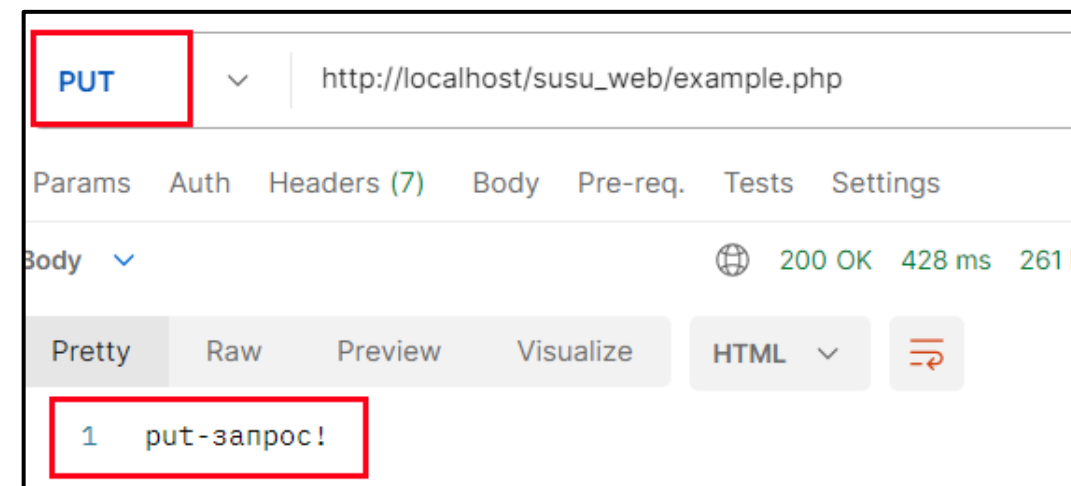 PUT http://localhost/susu_web/example.php
Params Auth Headers (7) Body Pre-req. Tests Settings
Body 200 OK 428 ms 261
Pretty Raw Preview Visualize HTML
1 put-запрос!